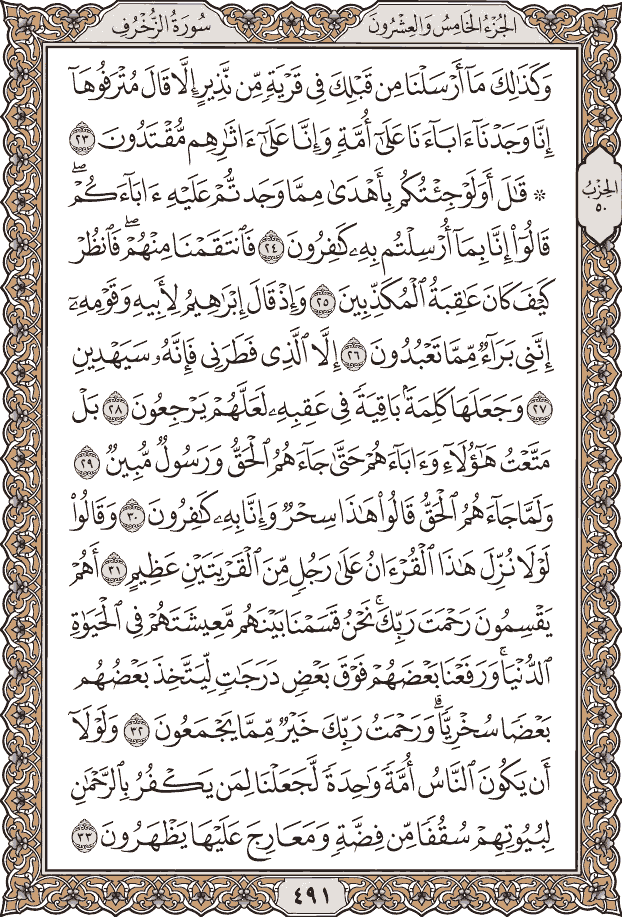 سُورَةُ الزُّخْرُفِ
الجُزْءُ الخَامِسُ وَالعِشْرُونَ
وَكَذَٰلِكَ مَآ أَرْسَلْنَا مِن قَبْلِكَ فِى قَرْيَةٍ مِّن نَّذِيرٍ إِلَّا قَالَ مُتْرَفُوهَآ
إِنَّا وَجَدْنَآ ءَابَآءَنَا عَلَىٰٓ أُمَّةٍ وَإِنَّا عَلَىٰٓ ءَاثَٰرِهِم مُّقْتَدُونَ ٢٣
۞ قَٰلَ أَوَلَوْ جِئْتُكُم بِأَهْدَىٰ مِمَّا وَجَدتُّمْ عَلَيْهِ ءَابَآءَكُمْ ۖ
قَالُوٓا۟ إِنَّا بِمَآ أُرْسِلْتُم بِهِۦ كَٰفِرُونَ ٢٤ فَٱنتَقَمْنَا مِنْهُمْ ۖ فَٱنظُرْ
كَيْفَ كَانَ عَٰقِبَةُ ٱلْمُكَذِّبِينَ ٢٥ وَإِذْ قَالَ إِبْرَٰهِيمُ لِأَبِيهِ وَقَوْمِهِۦٓ
إِنَّنِى بَرَآءٌ مِّمَّا تَعْبُدُونَ ٢٦ إِلَّا ٱلَّذِى فَطَرَنِى فَإِنَّهُۥ سَيَهْدِينِ
٢٧ وَجَعَلَهَا كَلِمَةًۢ بَاقِيَةً فِى عَقِبِهِۦ لَعَلَّهُمْ يَرْجِعُونَ ٢٨ بَلْ
مَتَّعْتُ هَٰٓؤُلَآءِ وَءَابَآءَهُمْ حَتَّىٰ جَآءَهُمُ ٱلْحَقُّ وَرَسُولٌ مُّبِينٌ ٢٩
وَلَمَّا جَآءَهُمُ ٱلْحَقُّ قَالُوا۟ هَٰذَا سِحْرٌ وَإِنَّا بِهِۦ كَٰفِرُونَ ٣٠ وَقَالُوا۟
لَوْلَا نُزِّلَ هَٰذَا ٱلْقُرْءَانُ عَلَىٰ رَجُلٍ مِّنَ ٱلْقَرْيَتَيْنِ عَظِيمٍ ٣١ أَهُمْ
يَقْسِمُونَ رَحْمَتَ رَبِّكَ ۚ نَحْنُ قَسَمْنَا بَيْنَهُم مَّعِيشَتَهُمْ فِى ٱلْحَيَوٰةِ
ٱلدُّنْيَا ۚ وَرَفَعْنَا بَعْضَهُمْ فَوْقَ بَعْضٍ دَرَجَٰتٍ لِّيَتَّخِذَ بَعْضُهُم
بَعْضًا سُخْرِيًّا ۗ وَرَحْمَتُ رَبِّكَ خَيْرٌ مِّمَّا يَجْمَعُونَ ٣٢ وَلَوْلَآ
أَن يَكُونَ ٱلنَّاسُ أُمَّةً وَٰحِدَةً لَّجَعَلْنَا لِمَن يَكْفُرُ بِٱلرَّحْمَٰنِ
لِبُيُوتِهِمْ سُقُفًا مِّن فِضَّةٍ وَمَعَارِجَ عَلَيْهَا يَظْهَرُونَ ٣٣
الحِزْبُ
٥٠
٤٩١